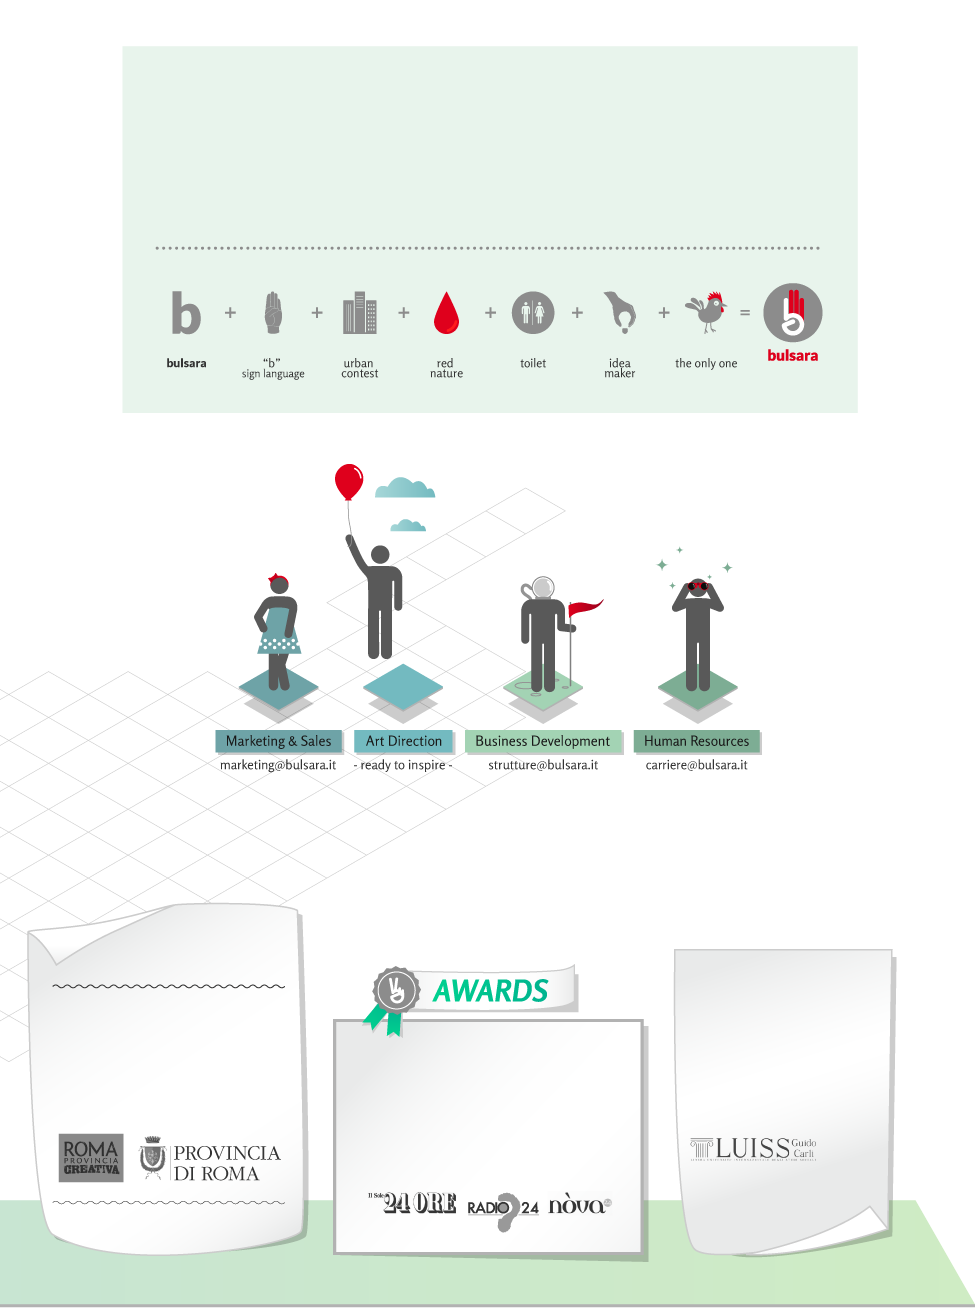 b + + + + + + =
bulsara
“b”
sign language
urban
contest
red
nature
toilet
idea
maker
the only one
bulsara
Marketing & Sales
Art Direction
Business Development
Human Resources
marketing@bulsara.it
- ready to inspire -
strutture@bulsara.it
carriere@bulsara.it
AWARDS
ROMA
PROVINCIA
CREATIVA
PROVINCIA
DI ROMA
LUISS
Guido
Carli
Il Sole
24 ORE
RADIO 24
nòva